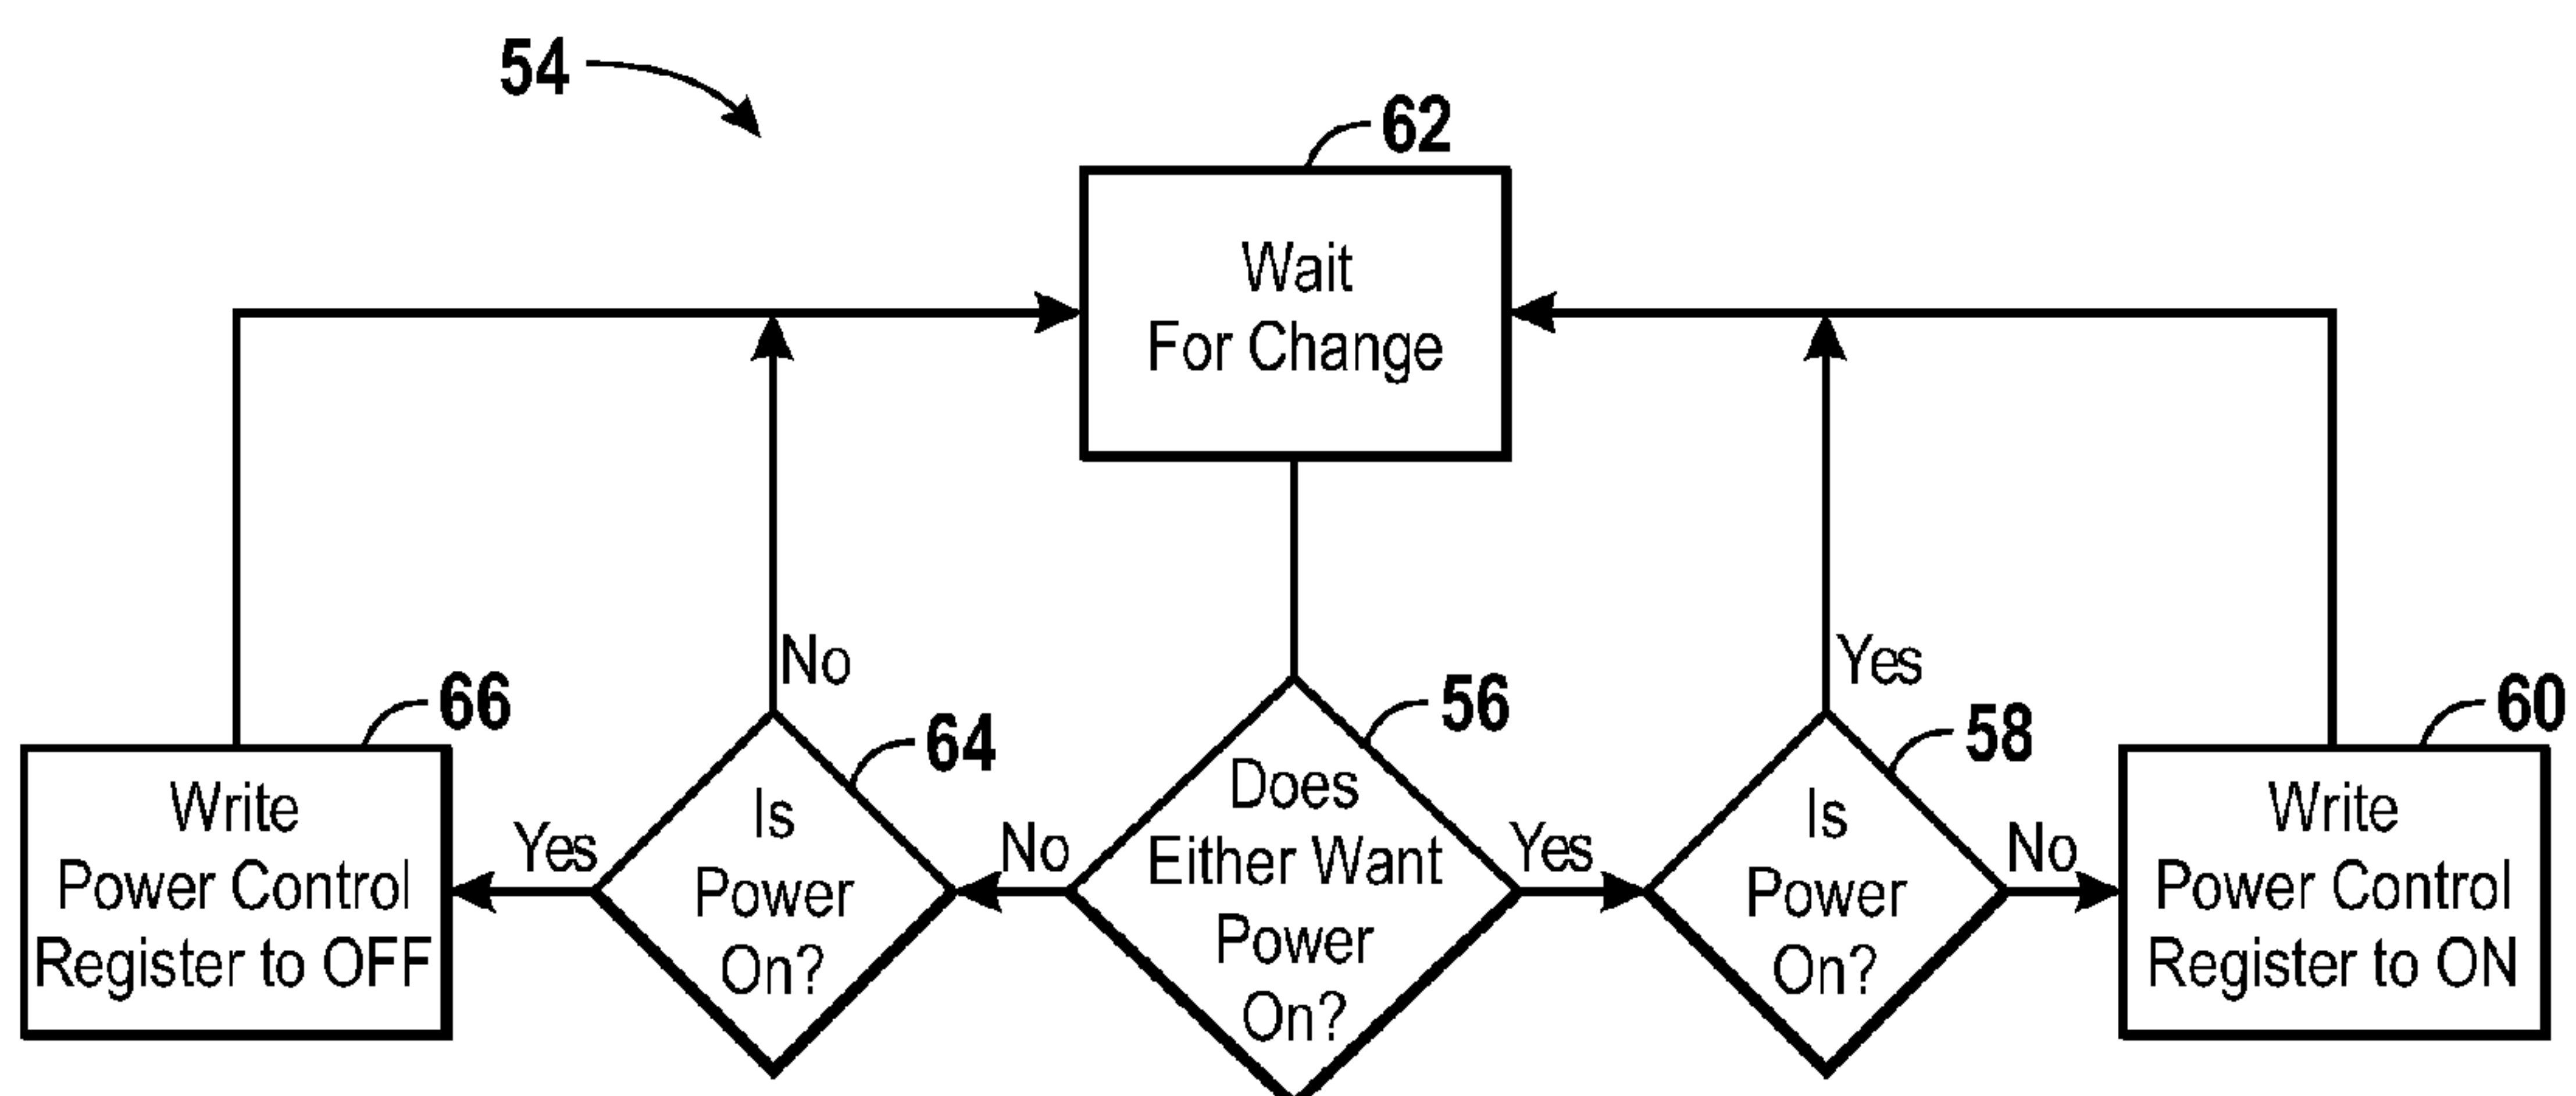 54
62
Wait
For Change
No
Yes
66
64
56
58
60
Write
Power Control
Register to OFF
Yes
Is
Power
On?
No
Does
Either Want
Power
On?
Yes
Is
Power
On?
No
Write
Power Control
Register to ON